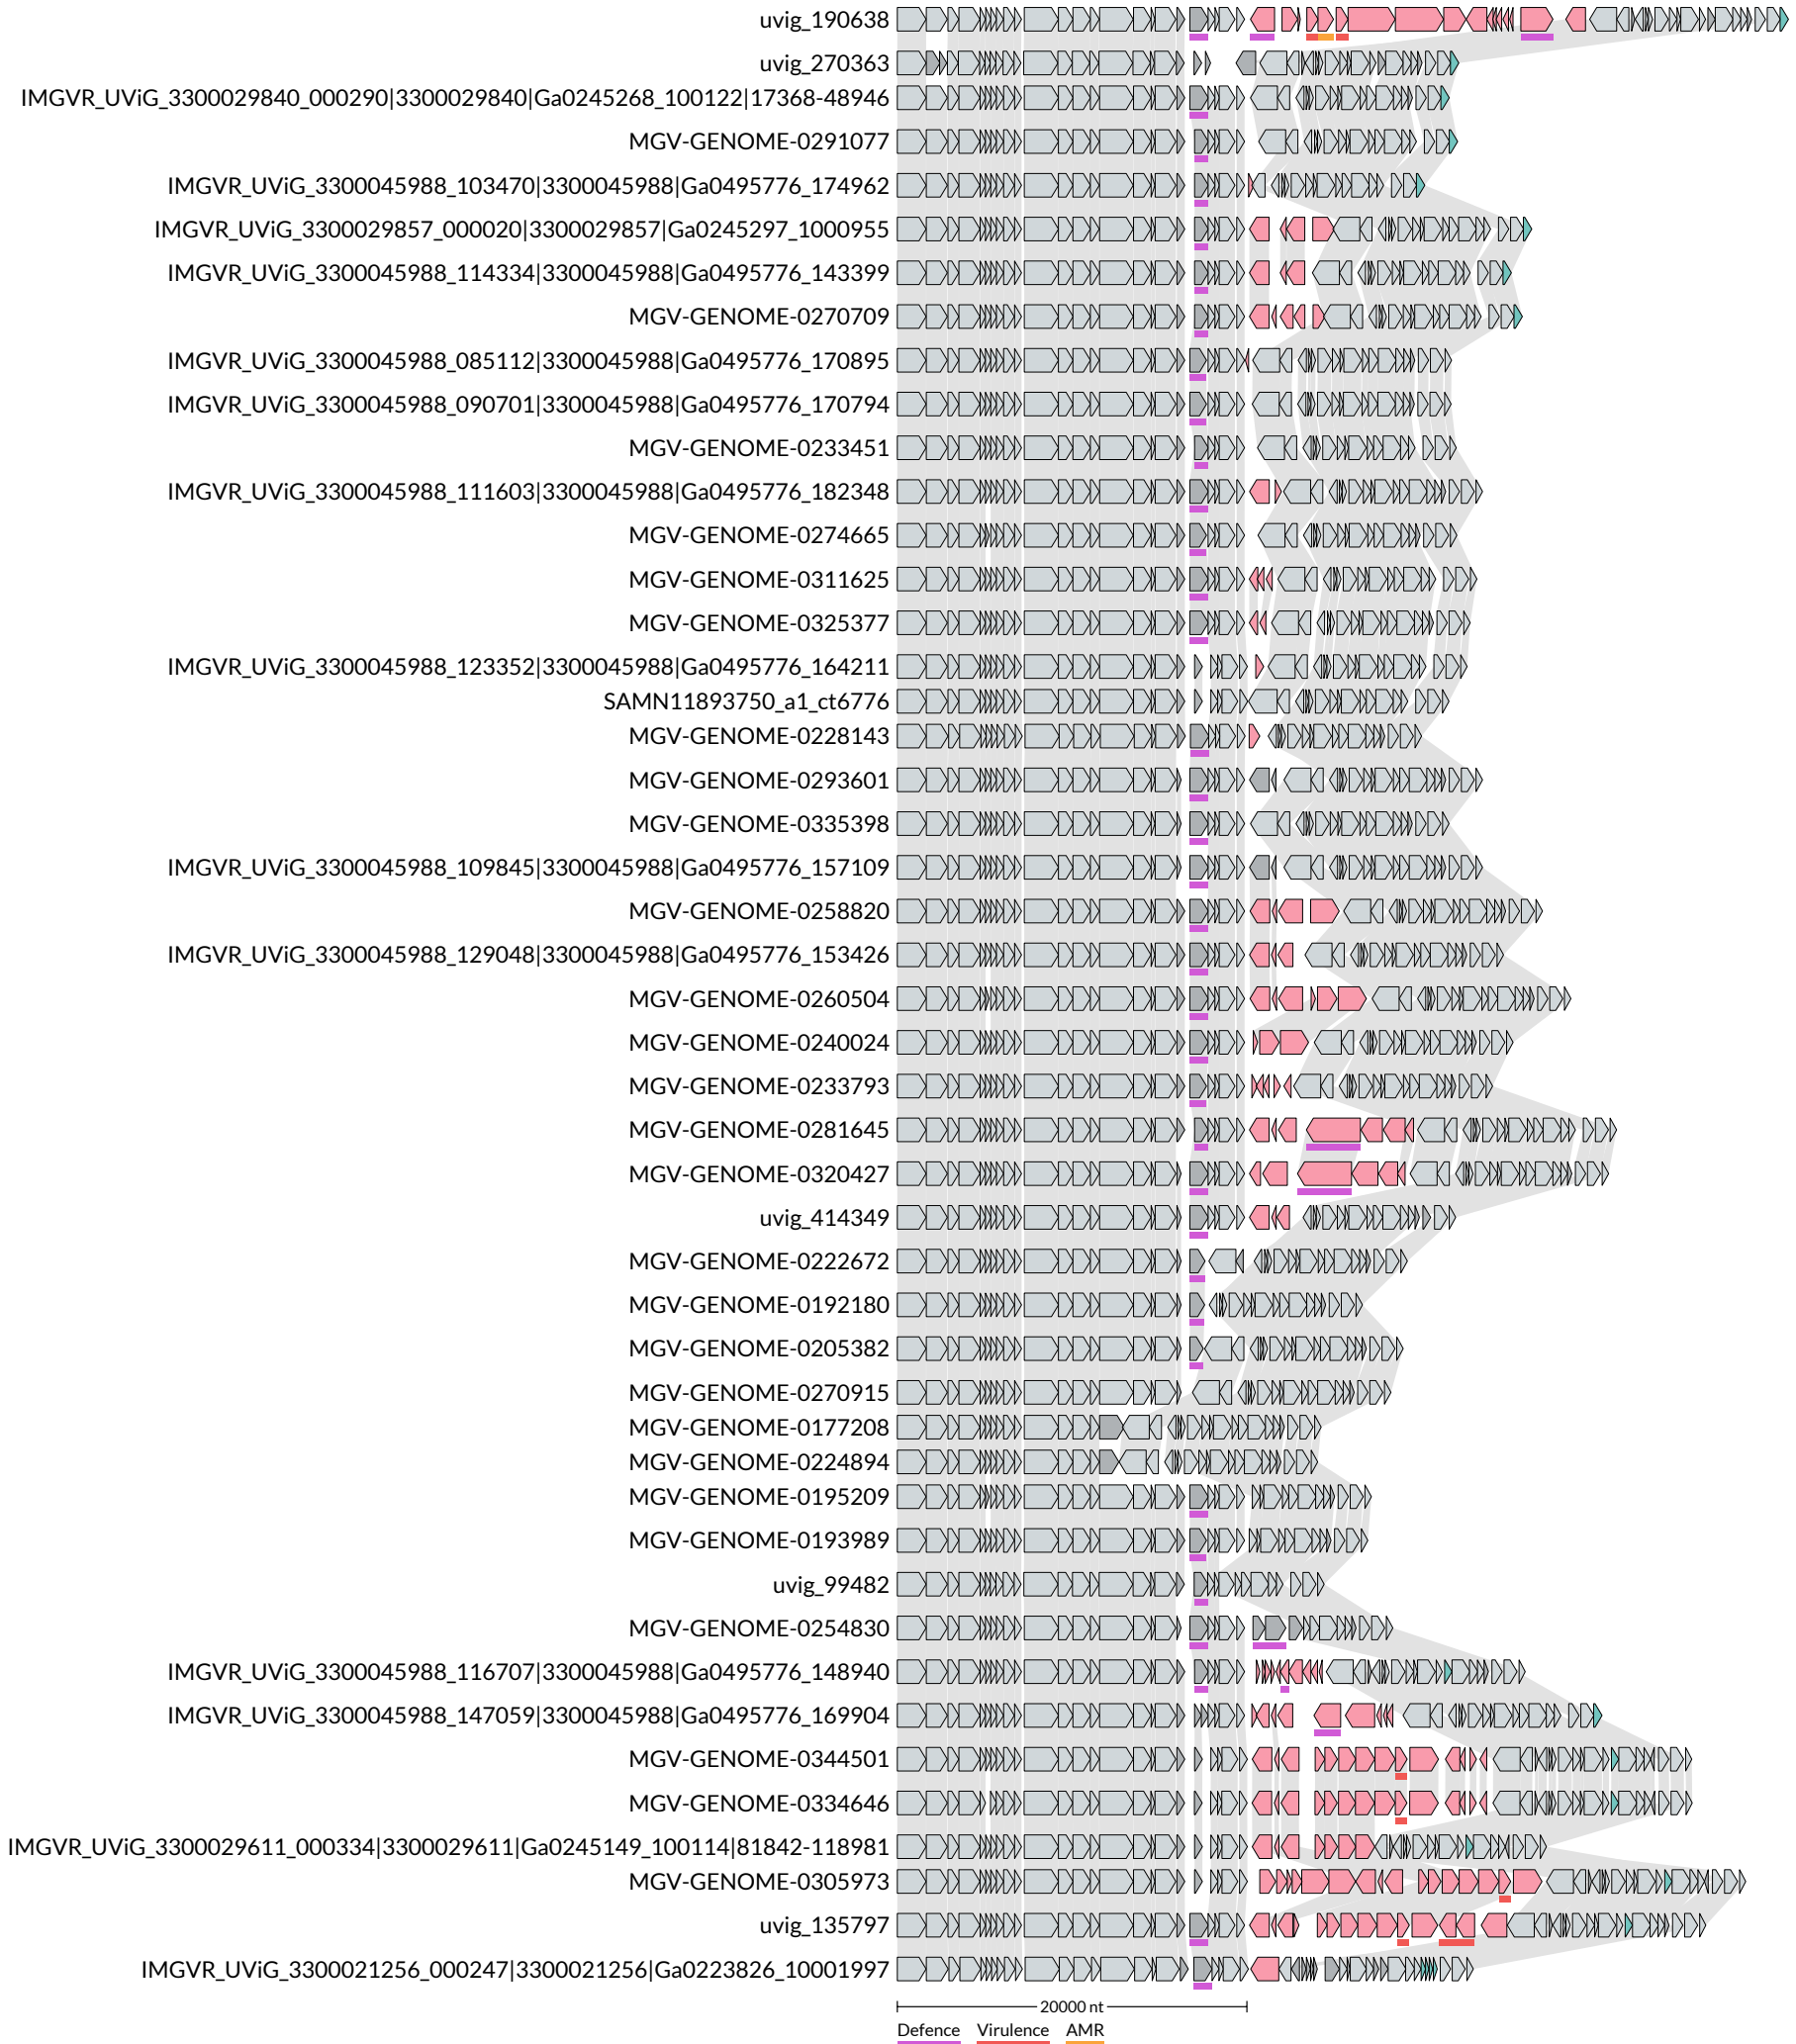 uvig_190638
uvig_270363
IMGVR_UViG_3300029840_000290|3300029840|Ga0245268_100122|17368-48946
MGV-GENOME-0291077
IMGVR_UViG_3300045988_103470|3300045988|Ga0495776_174962
IMGVR_UViG_3300029857_000020|3300029857|Ga0245297_1000955
IMGVR_UViG_3300045988_114334|3300045988|Ga0495776_143399
MGV-GENOME-0270709
IMGVR_UViG_3300045988_085112|3300045988|Ga0495776_170895
IMGVR_UViG_3300045988_090701|3300045988|Ga0495776_170794
MGV-GENOME-0233451
IMGVR_UViG_3300045988_111603|3300045988|Ga0495776_182348
MGV-GENOME-0274665
MGV-GENOME-0311625
MGV-GENOME-0325377
IMGVR_UViG_3300045988_123352|3300045988|Ga0495776_164211
SAMN11893750_a1_ct6776
MGV-GENOME-0228143
MGV-GENOME-0293601
MGV-GENOME-0335398
IMGVR_UViG_3300045988_109845|3300045988|Ga0495776_157109
MGV-GENOME-0258820
IMGVR_UViG_3300045988_129048|3300045988|Ga0495776_153426
MGV-GENOME-0260504
MGV-GENOME-0240024
MGV-GENOME-0233793
MGV-GENOME-0281645
MGV-GENOME-0320427
uvig_414349
MGV-GENOME-0222672
MGV-GENOME-0192180
MGV-GENOME-0205382
MGV-GENOME-0270915
MGV-GENOME-0177208
MGV-GENOME-0224894
MGV-GENOME-0195209
MGV-GENOME-0193989
uvig_99482
MGV-GENOME-0254830
IMGVR_UViG_3300045988_116707|3300045988|Ga0495776_148940
IMGVR_UViG_3300045988_147059|3300045988|Ga0495776_169904
MGV-GENOME-0344501
MGV-GENOME-0334646
IMGVR_UViG_3300029611_000334|3300029611|Ga0245149_100114|81842-118981
MGV-GENOME-0305973
uvig_135797
IMGVR_UViG_3300021256_000247|3300021256|Ga0223826_10001997
20000 nt
Defence Virulence AMR